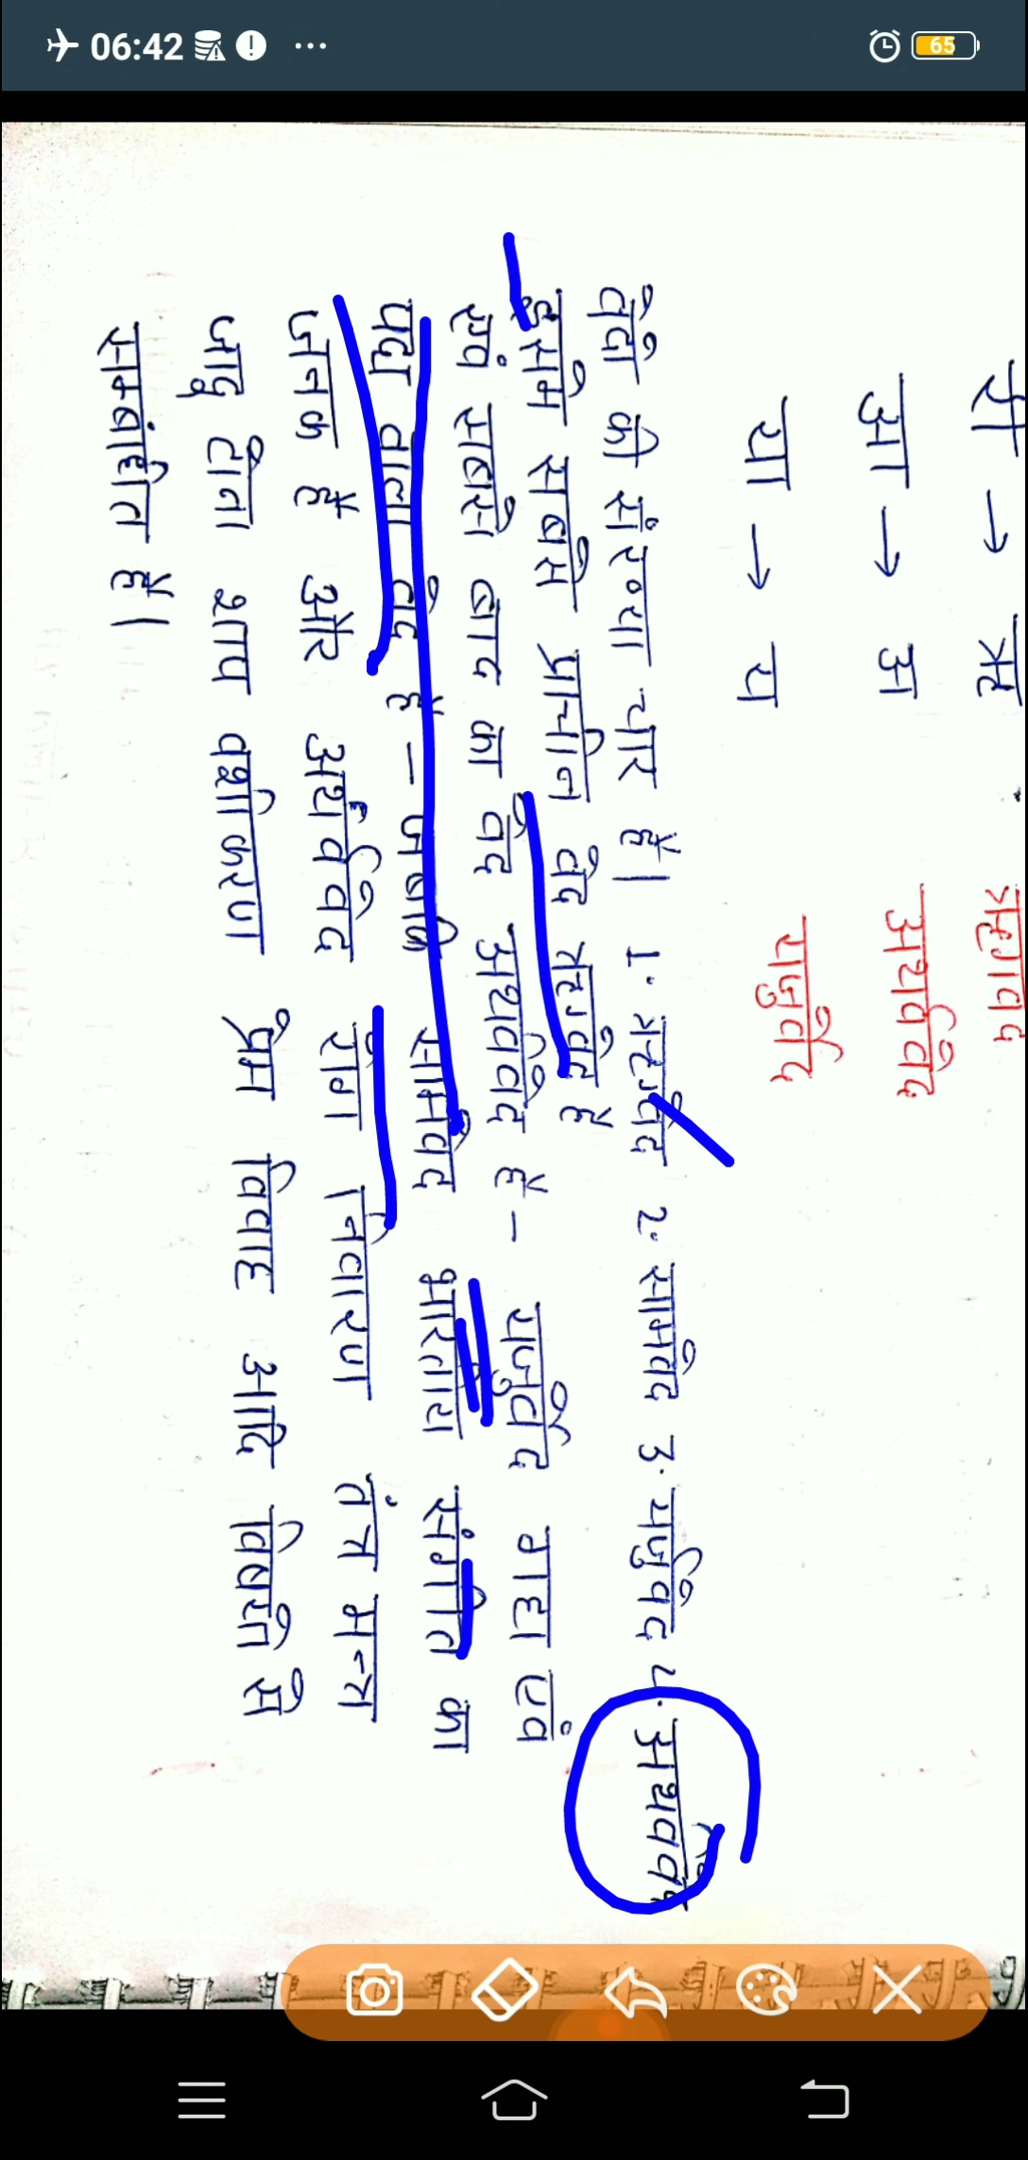 06:42
65
री → ऋ ऋगवद
आ → अ अथर्ववेद
या → य यजुर्वेद
वेदो की संख्या चार हैं। 1. ऋग्वेद 2. सामवेद 3. यजुर्वेद 4. अथर्ववेद
इसमे सबसे प्राचीन वेद ऋग्वेद हैं
एवं सबसे बाद का वेद अथर्ववेद हैं - यजुर्वेद गद्य एवं
पद्य वाला वेद हैं - जबकि सामवेद भारतीय संगीत का
जनक हैं और अथर्ववेद रोग निवारण तंत्र मन्त्र
जादु टोना शाप वशीकरण प्रेम विवाह आदि विषयो से
सम्बंधीत हैं।